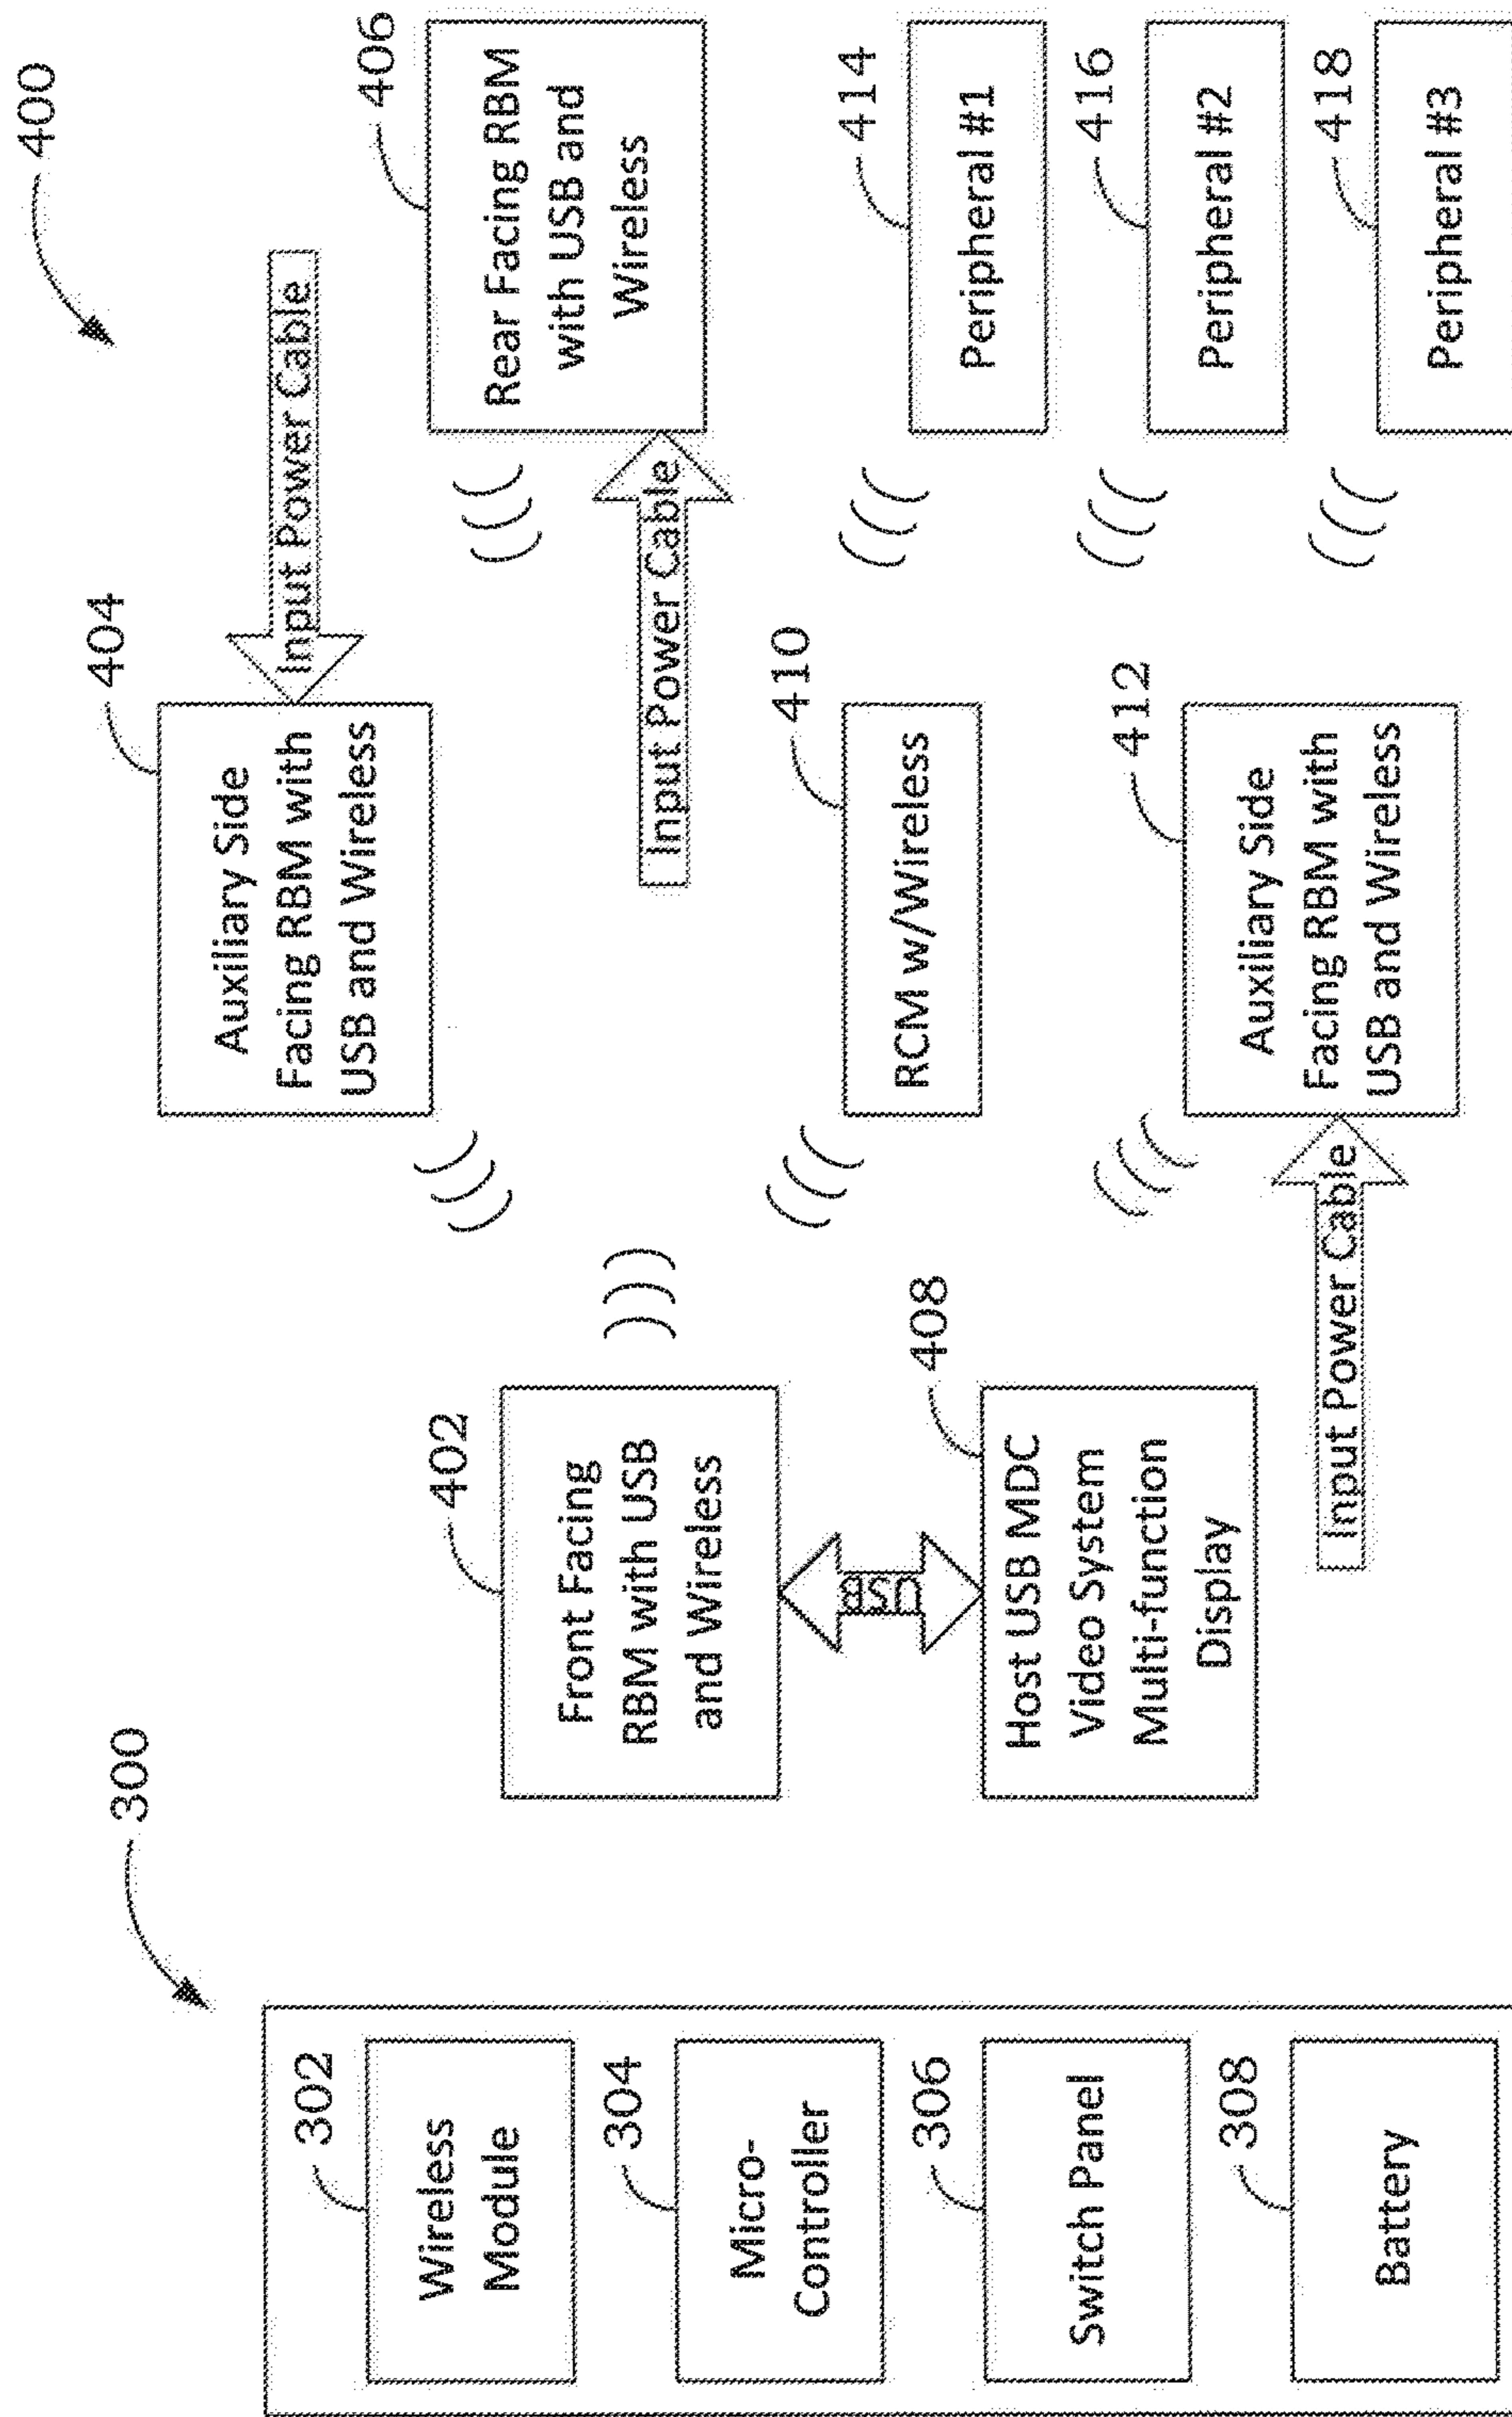 300
302
Wireless
Module
304
Micro-
Controller
306
Switch Panel
308
Battery
400
404
Auxiliary Side
Facing RBM with
USB and Wireless
Input Power Cable
406
Rear Facing RBM
with USB and
Wireless
Input Power Cable
402
Front Facing
RBM with USB
and Wireless
USB
408
Host USB MDC
Video System
Multi-function
Display
410
RCM w/Wireless
412
Auxiliary Side
Facing RBM with
USB and Wireless
Input Power Cable
414
Peripheral #1
416
Peripheral #2
418
Peripheral #3